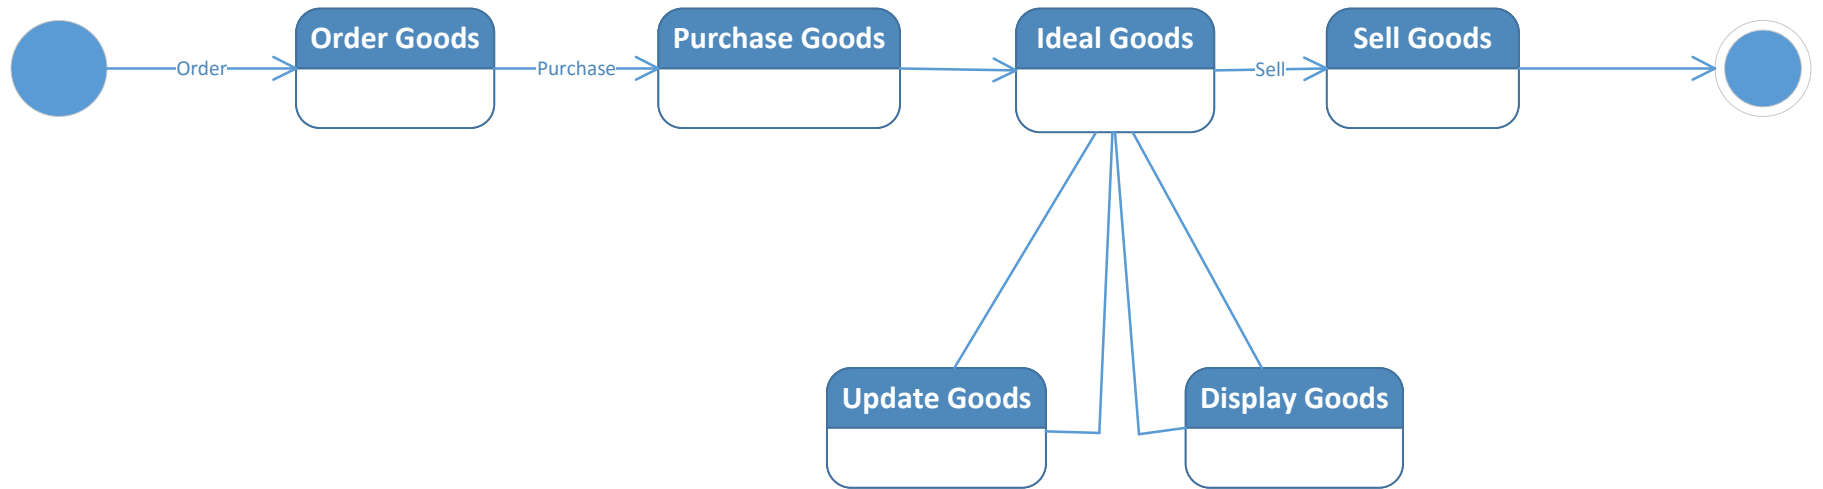 Order Goods
Purchase Goods
Ideal Goods
Sell Goods
Order
Purchase
Sell
Update Goods
Display Goods